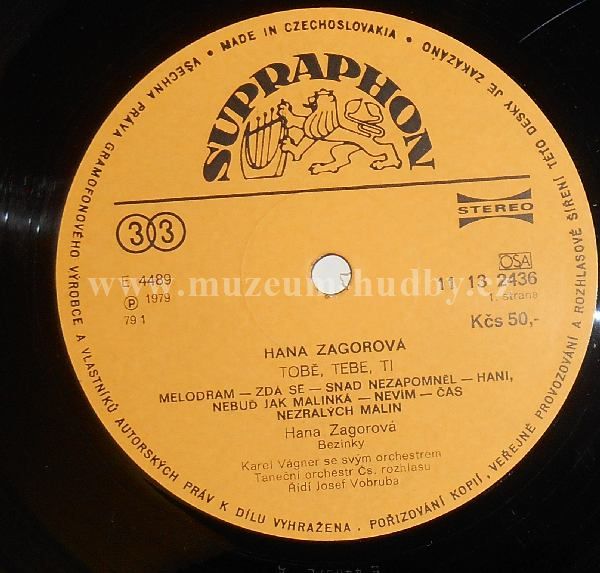 VŠECHNA PRÁVA GRAMOFONOVÉHO VÝROBCE A VLASTNÍKŮ AUTORSKÝCH PRÁV K DÍLU VYHRAŽENA. POŘIZOVÁNÍ KOPIÍ, VEŘEJNÉ PROVOZOVÁNÍ A ROZHLASOVÉ ŠÍŘENÍ TÉTO DESKY JE ZAKÁZÁNO • MADE IN CZECHOSLOVAKIA •
SUPRAPHON
33
STEREO
OSA
E 4489
11 13 2436
Ⓟ 1979
1. strana
79 1
Kčs 50,-
www.muzeum-hudby.cz
HANA ZAGOROVÁ
TOBĚ, TEBE, TI
MELODRAM — ZDÁ SE — SNAD NEZAPOMNĚL — HANI,
NEBUĎ JAK MALINKÁ — NEVÍM — ČAS
NEZRALÝCH MALIN
Hana Zagorová
Bezinky
Karel Vágner se svým orchestrem
Taneční orchestr Čs. rozhlasu
Řídí Josef Vobruba